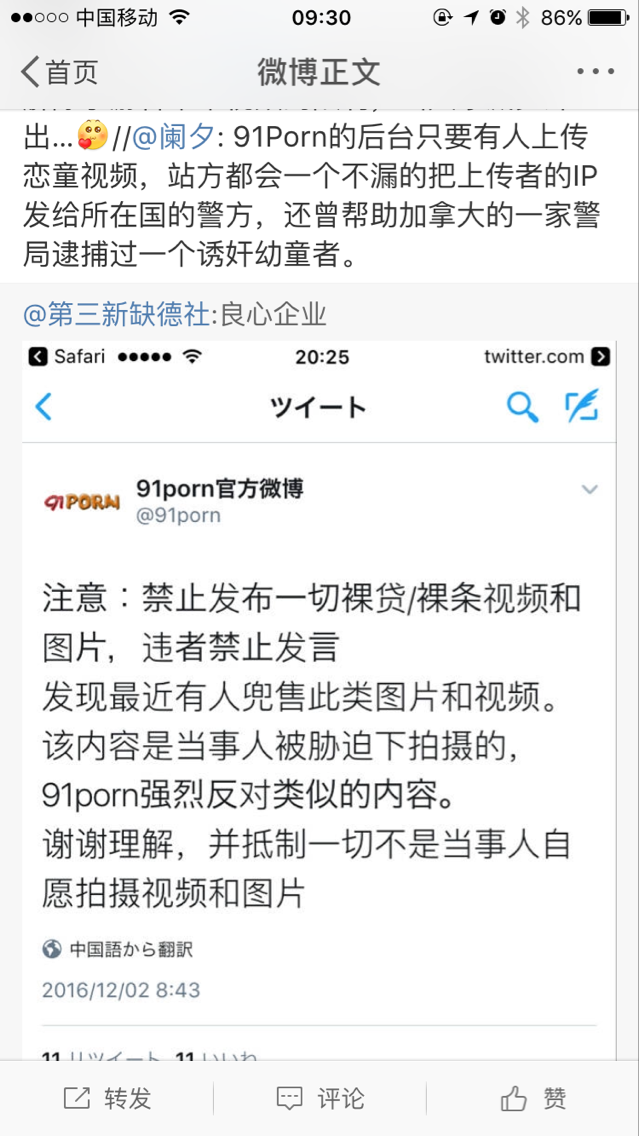 中国移动 09:30 86%
首页 微博正文
出...//@阑夕: 91Porn的后台只要有人上传
恋童视频，站方都会一个不漏的把上传者的IP
发给所在国的警方，还曾帮助加拿大的一家警
局逮捕过一个诱奸幼童者。
@第三新缺德社:良心企业
Safari 20:25 twitter.com
ツイート
91PORN
91porn官方微博
@91porn
注意：禁止发布一切裸贷/裸条视频和
图片，违者禁止发言
发现最近有人兜售此类图片和视频。
该内容是当事人被胁迫下拍摄的，
91porn强烈反对类似的内容。
谢谢理解，并抵制一切不是当事人自
愿拍摄视频和图片
中国語から翻訳
2016/12/02 8:43
11 リツイート 11 いいね
转发 评论 赞